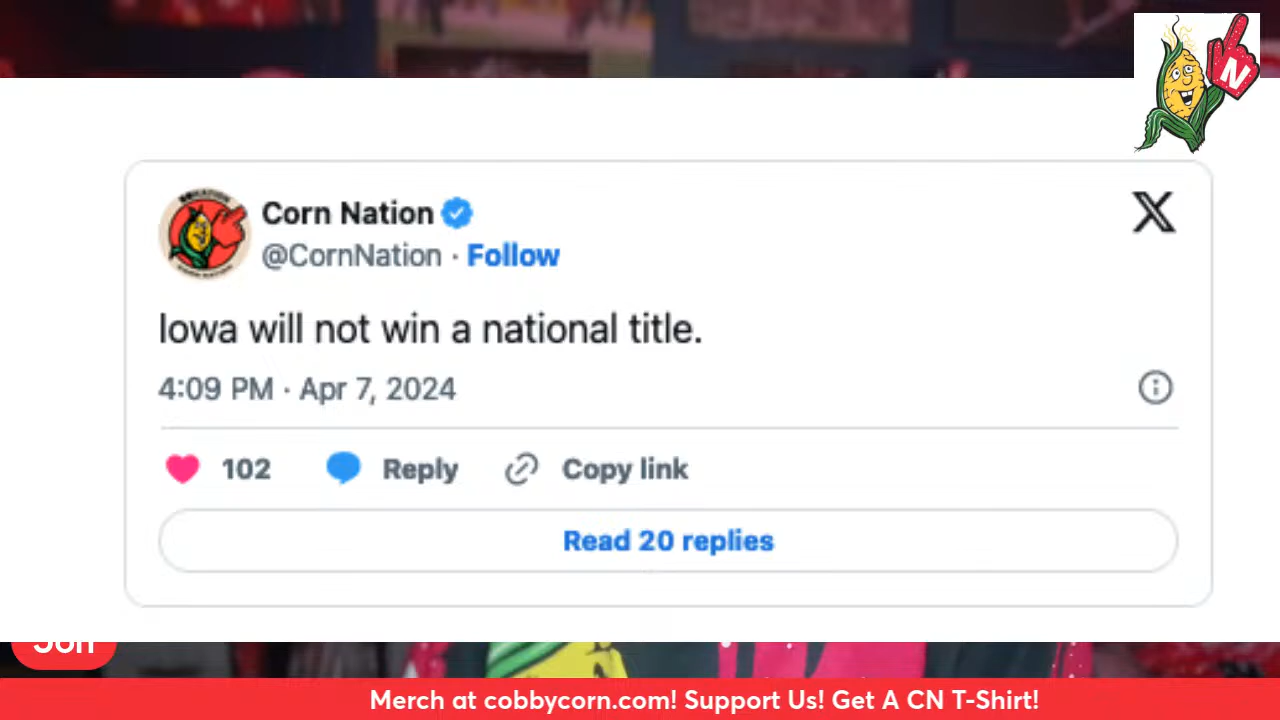 N
Corn Nation
@CornNation · Follow
Iowa will not win a national title.
4:09 PM · Apr 7, 2024
102
Reply
Copy link
Read 20 replies
Jon
Merch at cobbycorn.com! Support Us! Get A CN T-Shirt!